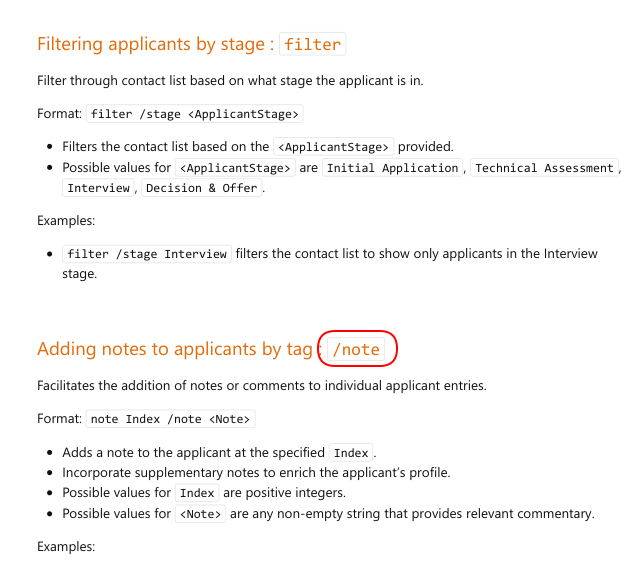 Filtering applicants by stage : filter
Filter through contact list based on what stage the applicant is in.
Format: filter /stage <ApplicantStage>
• Filters the contact list based on the <ApplicantStage> provided.
• Possible values for <ApplicantStage> are Initial Application, Technical Assessment,
Interview, Decision & Offer.
Examples:
• filter /stage Interview filters the contact list to show only applicants in the Interview
stage.
Adding notes to applicants by tag : /note
Facilitates the addition of notes or comments to individual applicant entries.
Format: note Index /note <Note>
• Adds a note to the applicant at the specified Index.
• Incorporate supplementary notes to enrich the applicant’s profile.
• Possible values for Index are positive integers.
• Possible values for <Note> are any non-empty string that provides relevant commentary.
Examples: